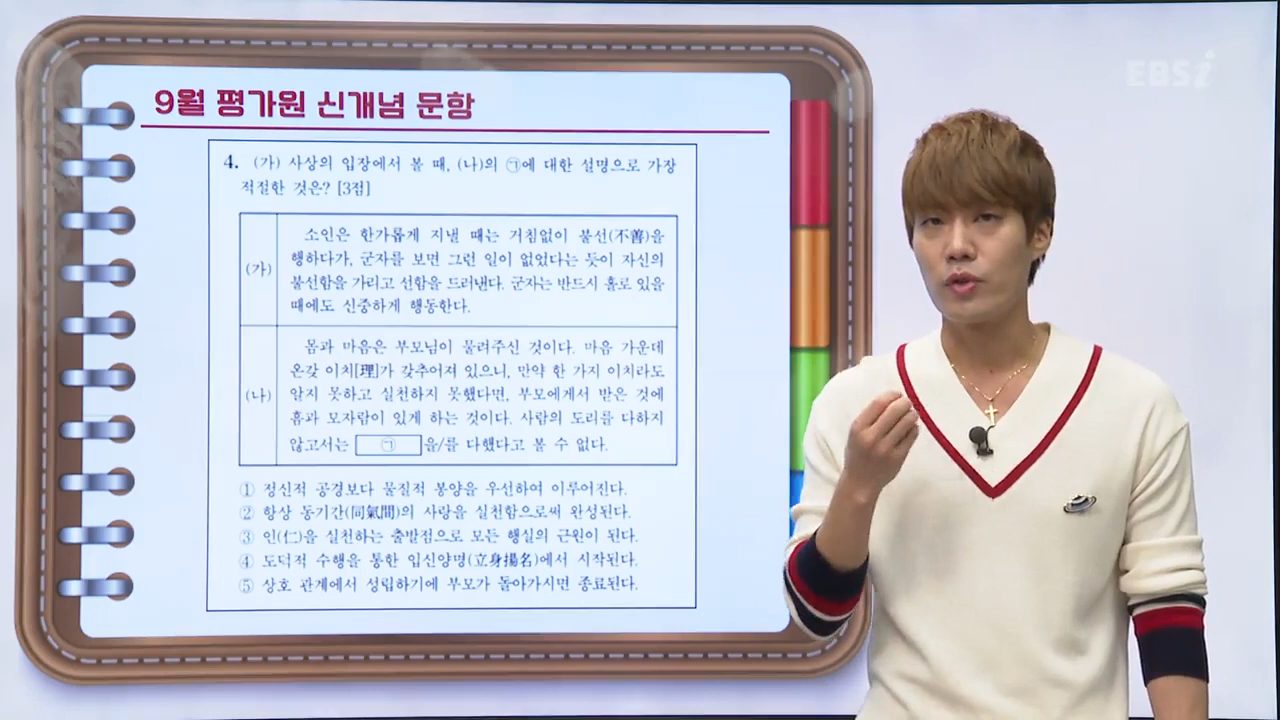 EBSi
9월 평가원 신개념 문항
4. (가) 사상의 입장에서 볼 때, (나)의 ㉠에 대한 설명으로 가장
적절한 것은? [3점]
(가)
소인은 한가롭게 지낼 때는 거침없이 불선(不善)을
행하다가, 군자를 보면 그런 일이 없었다는 듯이 자신의
불선함을 가리고 선함을 드러낸다. 군자는 반드시 홀로 있을
때에도 신중하게 행동한다.
(나)
몸과 마음은 부모님이 물려주신 것이다. 마음 가운데
온갖 이치[理]가 갖추어져 있으니, 만약 한 가지 이치라도
알지 못하고 실천하지 못했다면, 부모에게서 받은 것에
흠과 모자람이 있게 하는 것이다. 사람의 도리를 다하지
않고서는 ㉠ 을/를 다했다고 볼 수 없다.
① 정신적 공경보다 물질적 봉양을 우선하여 이루어진다.
② 항상 동기간(同氣間)의 사랑을 실천함으로써 완성된다.
③ 인(仁)을 실천하는 출발점으로 모든 행실의 근원이 된다.
④ 도덕적 수행을 통한 입신양명(立身揚名)에서 시작된다.
⑤ 상호 관계에서 성립하기에 부모가 돌아가시면 종료된다.